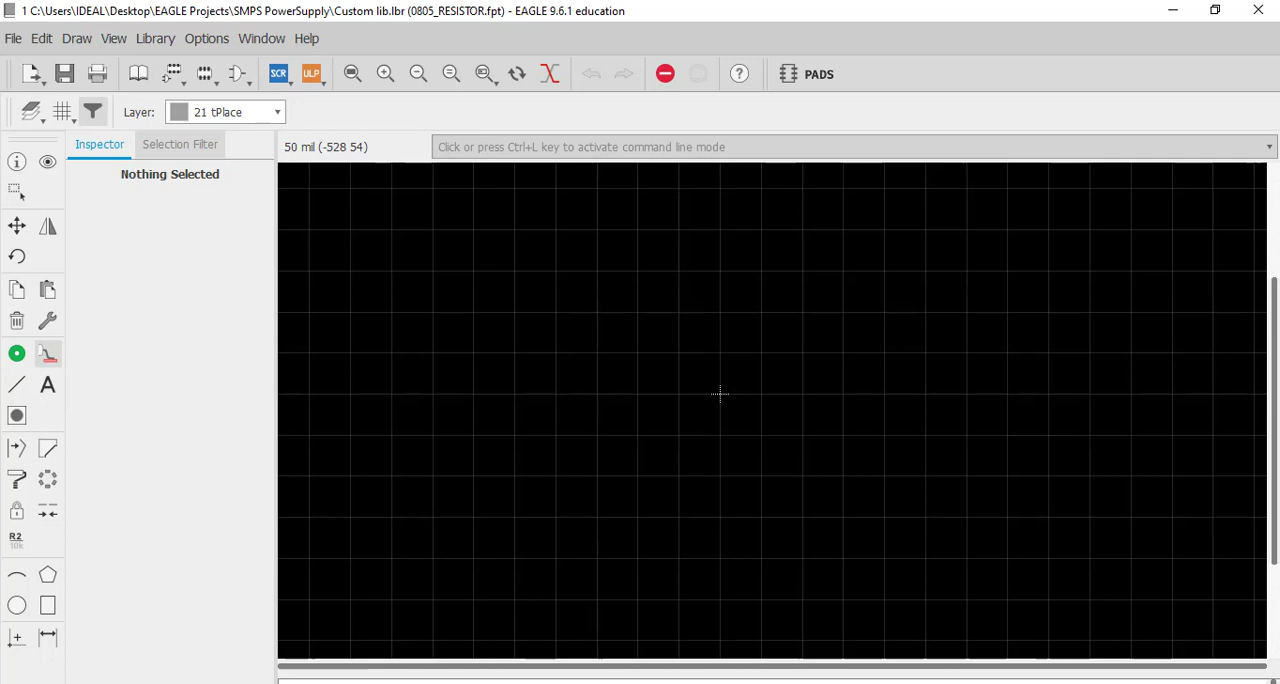 1 C:\Users\IDEAL\Desktop\EAGLE Projects\SMPS PowerSupply\Custom lib.lbr (0805_RESISTOR.fpt) - EAGLE 9.6.1 education
File Edit Draw View Library Options Window Help
SCR ULP PADS
Layer: 21 tPlace
Inspector Selection Filter 50 mil (-528 54) Click or press Ctrl+L key to activate command line mode
Nothing Selected
A
R2
10k